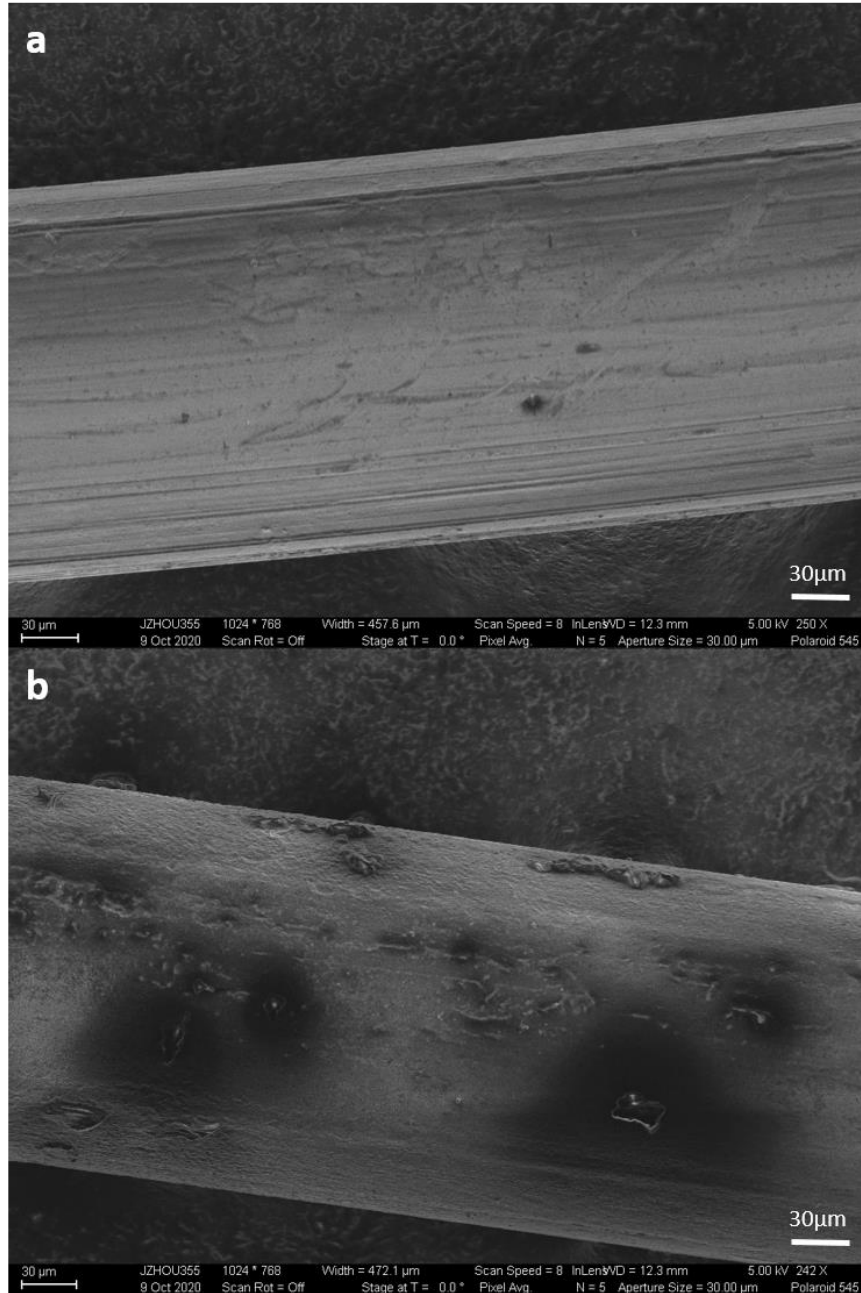 a
30µm
30 µm JZHOU355 1024 * 768 Width = 457.6 µm Scan Speed = 8 InLens WD = 12.3 mm 5.00 kV 250 X
9 Oct 2020 Scan Rot = Off Stage at T = 0.0 ° Pixel Avg. N = 5 Aperture Size = 30.00 µm Polaroid 545
b
30µm
30 µm JZHOU355 1024 * 768 Width = 472.1 µm Scan Speed = 8 InLens WD = 12.3 mm 5.00 kV 242 X
9 Oct 2020 Scan Rot = Off Stage at T = 0.0 ° Pixel Avg. N = 5 Aperture Size = 30.00 µm Polaroid 545